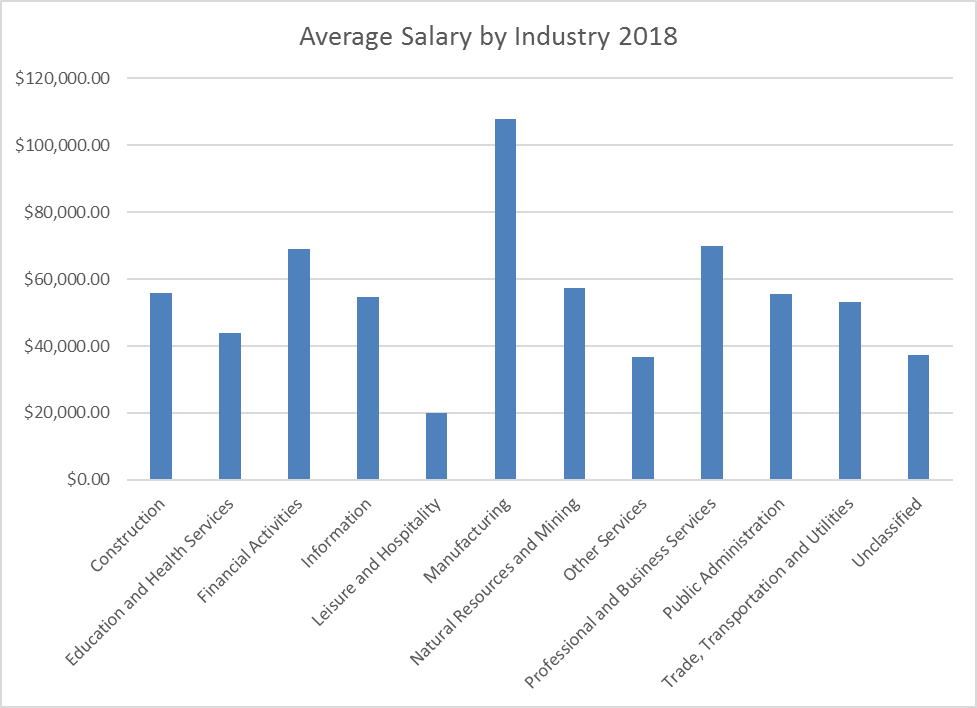 Average Salary by Industry 2018
$120,000.00
$100,000.00
$80,000.00
$60,000.00
$40,000.00
$20,000.00
$0.00
Construction
Education and Health Services
Financial Activities
Information
Leisure and Hospitality
Manufacturing
Natural Resources and Mining
Other Services
Professional and Business Services
Public Administration
Trade, Transportation and Utilities
Unclassified